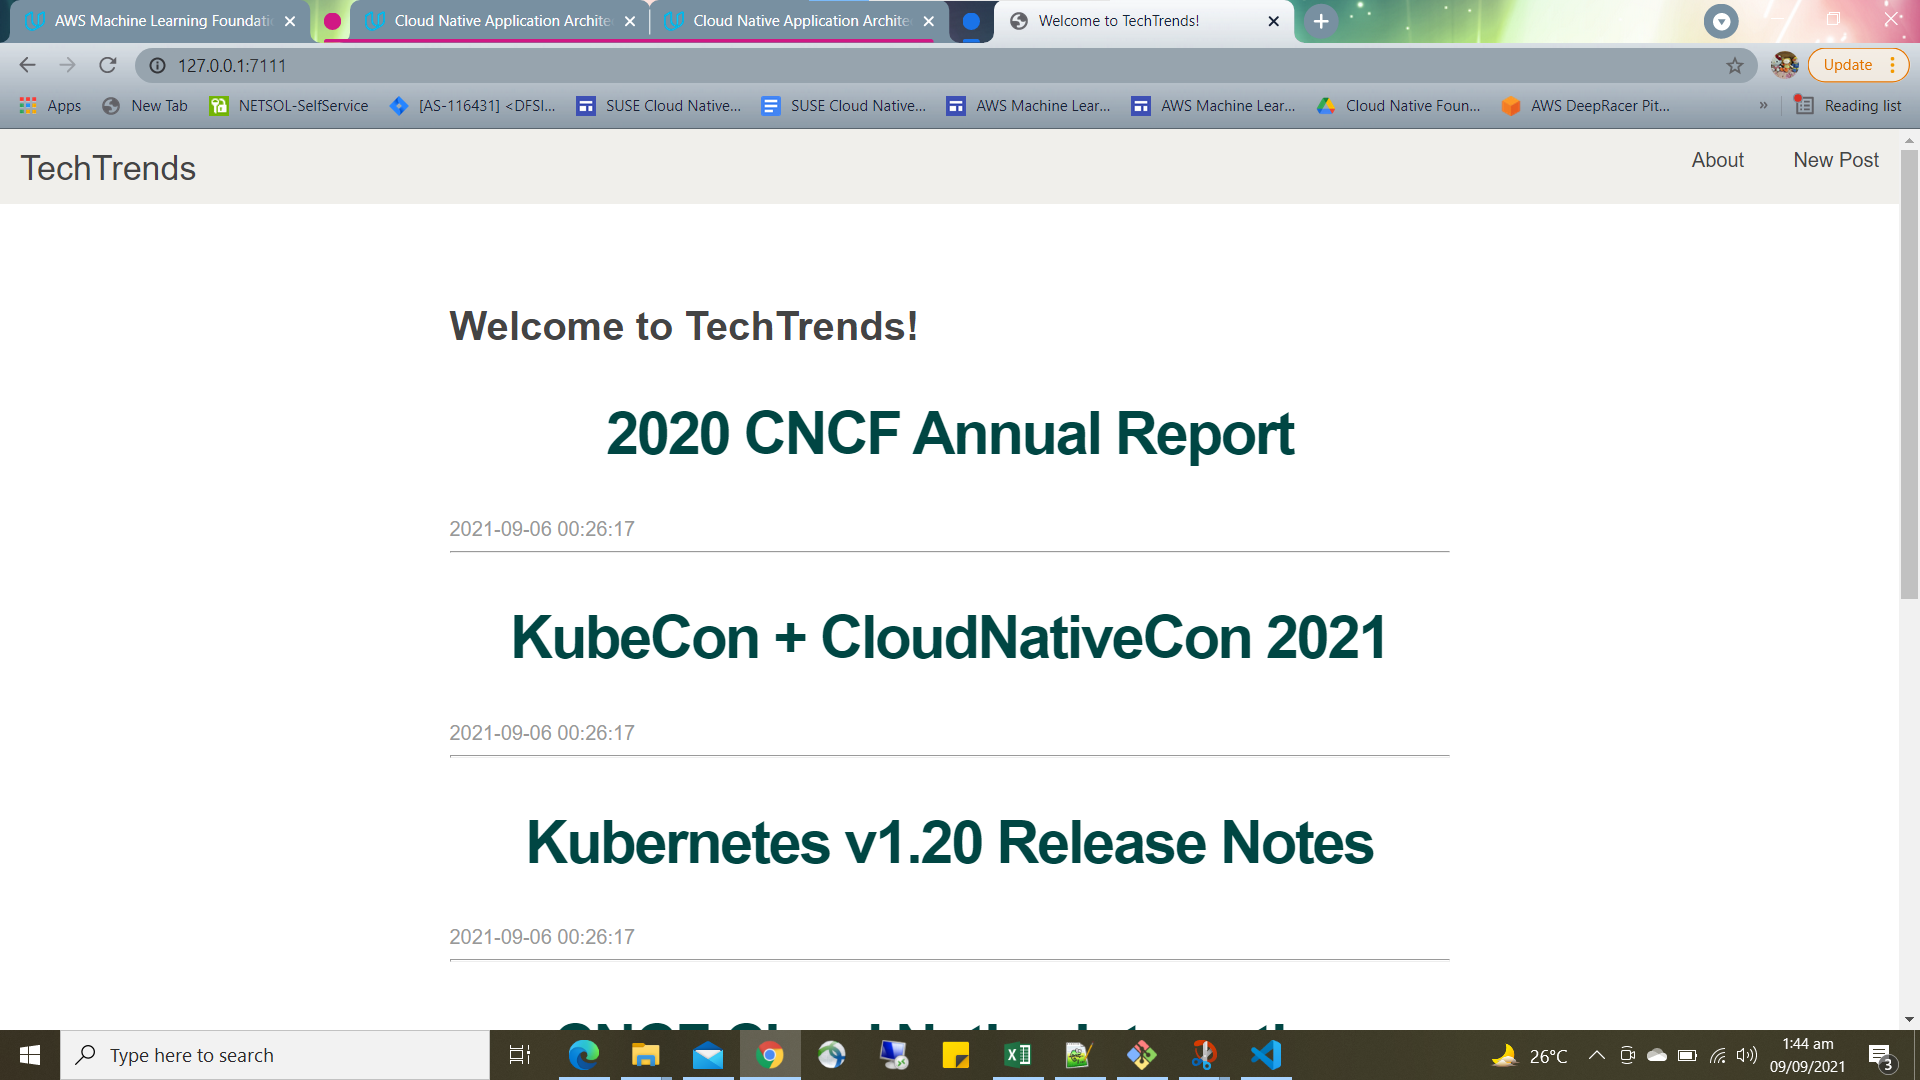 AWS Machine Learning Foundatio
Cloud Native Application Archite
Cloud Native Application Archite
Welcome to TechTrends!
127.0.0.1:7111
Update
Apps
New Tab
NETSOL-SelfService
[AS-116431] <DFSI...
SUSE Cloud Native...
SUSE Cloud Native...
AWS Machine Lear...
AWS Machine Lear...
Cloud Native Foun...
AWS DeepRacer Pit...
»
Reading list
TechTrends
About
New Post
Welcome to TechTrends!
2020 CNCF Annual Report
2021-09-06 00:26:17
KubeCon + CloudNativeCon 2021
2021-09-06 00:26:17
Kubernetes v1.20 Release Notes
2021-09-06 00:26:17
Type here to search
26°C
1:44 am
09/09/2021
3